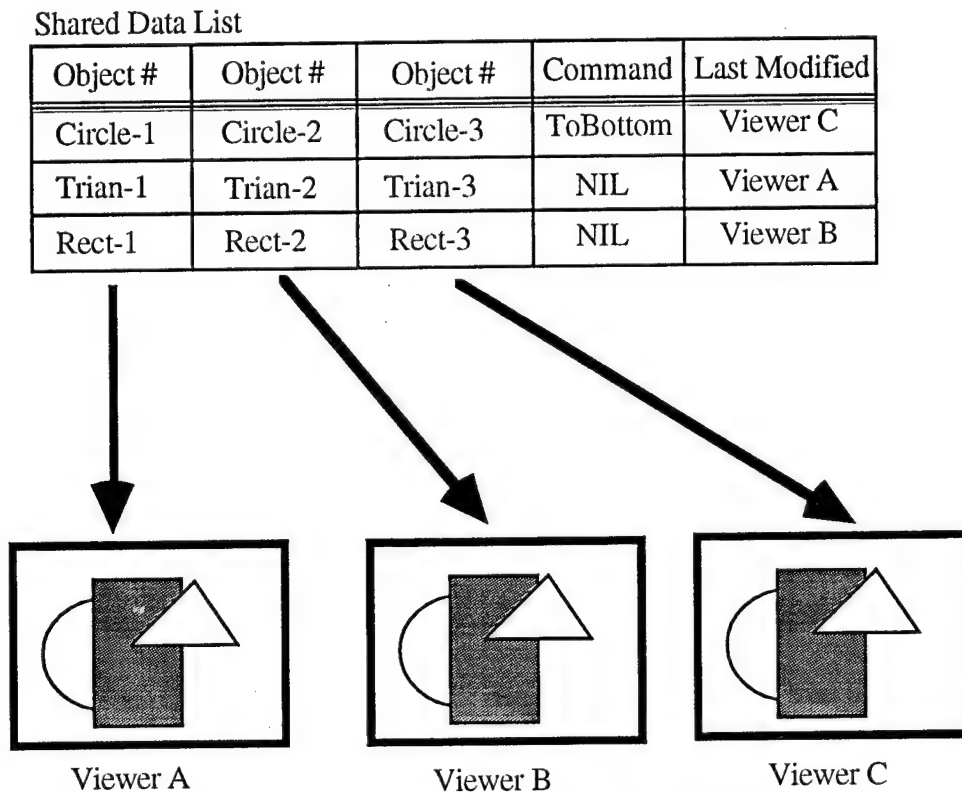 Shared Data List
Object # Object # Object # Command Last Modified
Circle-1 Circle-2 Circle-3 ToBottom Viewer C
Trian-1 Trian-2 Trian-3 NIL Viewer A
Rect-1 Rect-2 Rect-3 NIL Viewer B
Viewer A Viewer B Viewer C